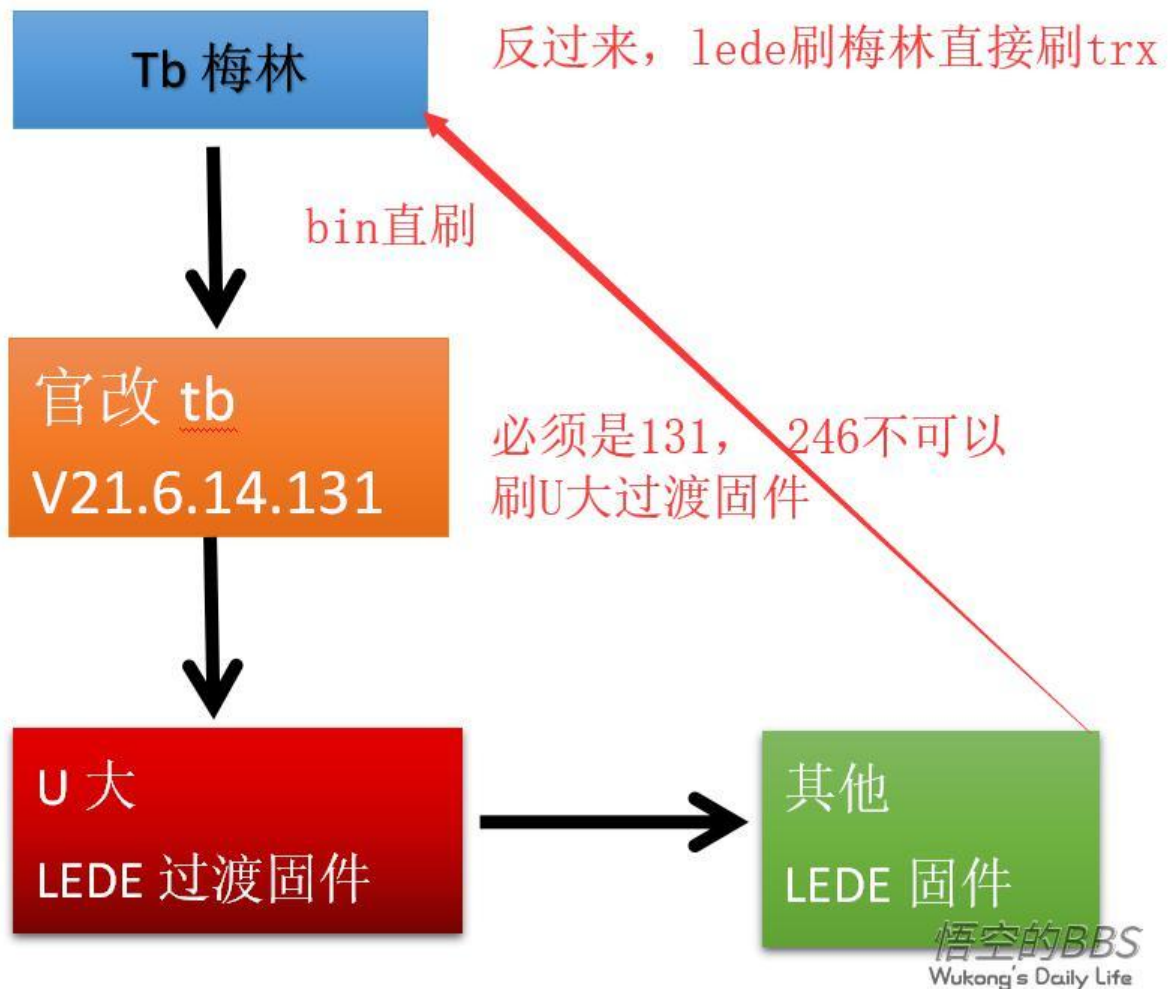 Tb 梅林
反过来，lede刷梅林直接刷trx
bin直刷
官改 tb
V21.6.14.131
必须是131， 246不可以
刷U大过渡固件
U 大
LEDE 过渡固件
其他
LEDE 固件
悟空的BBS
Wukong's Daily Life